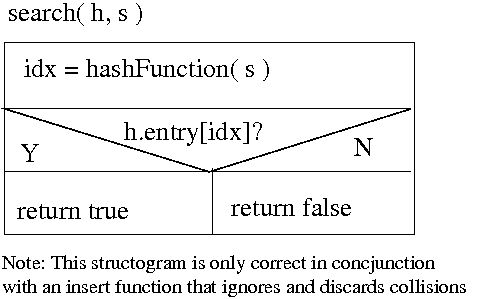 search( h, s )
idx = hashFunction( s )
h.entry[idx]?
Y
N
return true
return false
Note: This structogram is only correct in concjunction
with an insert function that ignores and discards collisions